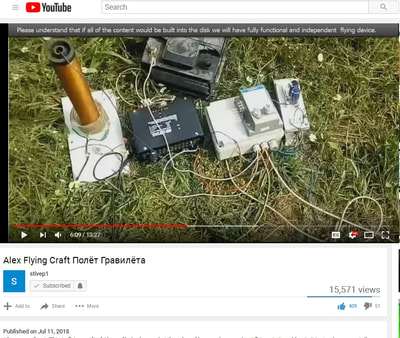 YouTube
Search
Please understand that if all of the content would be built into the disk we will have fully functional and independent flying device.
6:09 / 13:27
Alex Flying Craft Полёт Гравилёта
S
stivep1
Subscribed
15,571 views
Add to Share More
409 51
Published on Jul 11, 2018